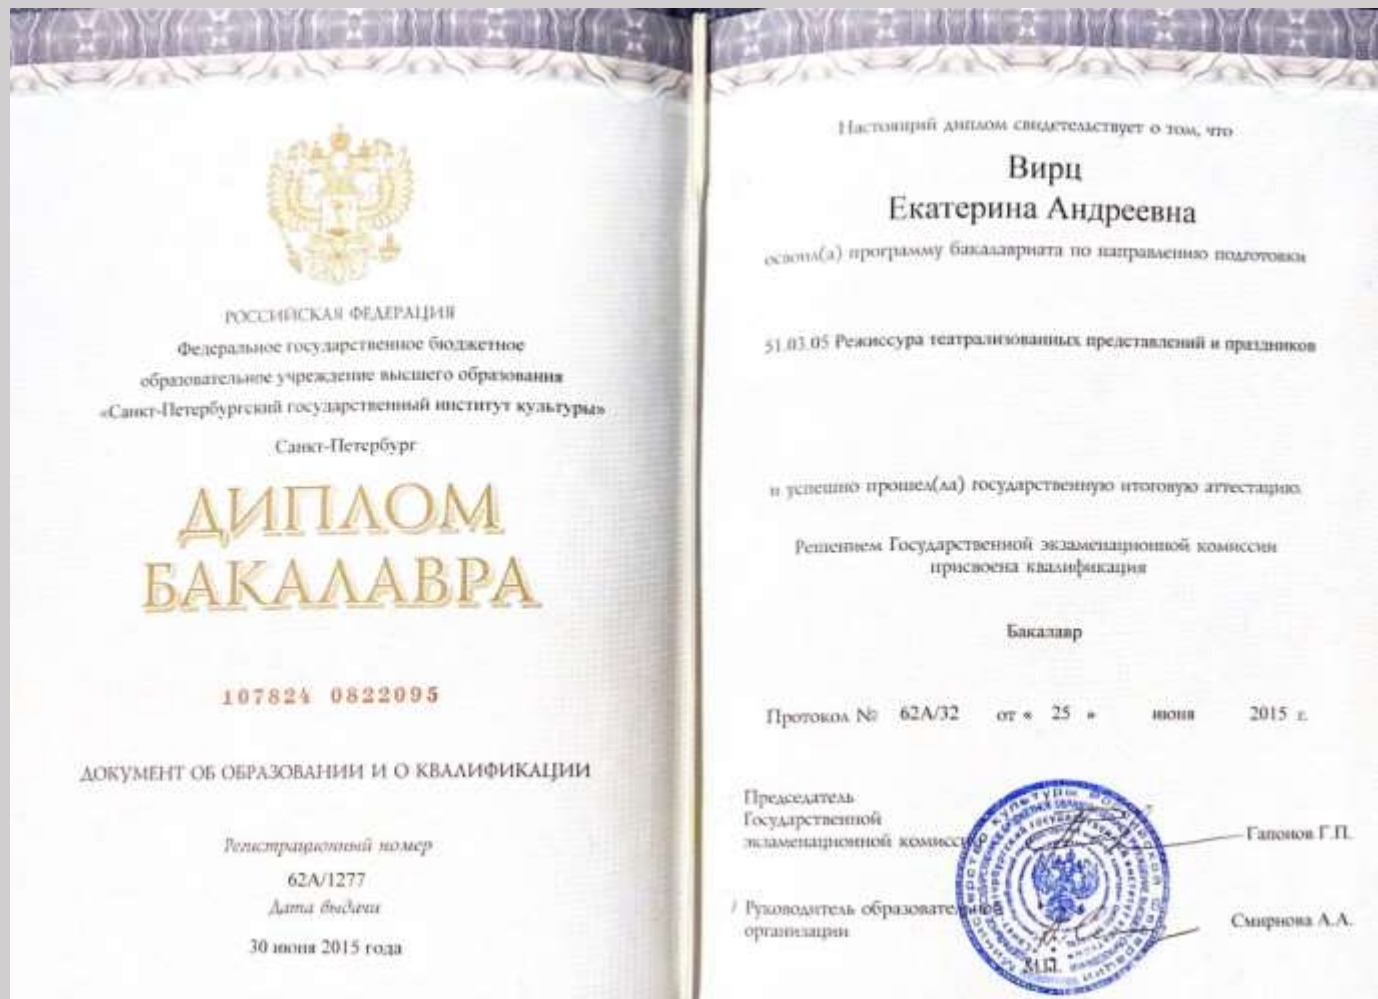 РОССИЙСКАЯ ФЕДЕРАЦИЯ
Федеральное государственное бюджетное
образовательное учреждение высшего образования
«Санкт-Петербургский государственный институт культуры»
Санкт-Петербург
ДИПЛОМ
БАКАЛАВРА
107824 0822095
ДОКУМЕНТ ОБ ОБРАЗОВАНИИ И О КВАЛИФИКАЦИИ
Регистрационный номер
62А/1277
Дата выдачи
30 июня 2015 года
Настоящий диплом свидетельствует о том, что
Вирц
Екатерина Андреевна
освоил(а) программу бакалавриата по направлению подготовки
51.03.05 Режиссура театрализованных представлений и праздников
и успешно прошел(ла) государственную итоговую аттестацию
Решением Государственной экзаменационной комиссии
присвоена квалификация
Бакалавр
Протокол № 62А/32 от « 25 » июня 2015 г.
Председатель
Государственной
экзаменационной комиссии
Гапонов Г.П.
Руководитель образовательной
организации
Смирнова А.А.
М.П.